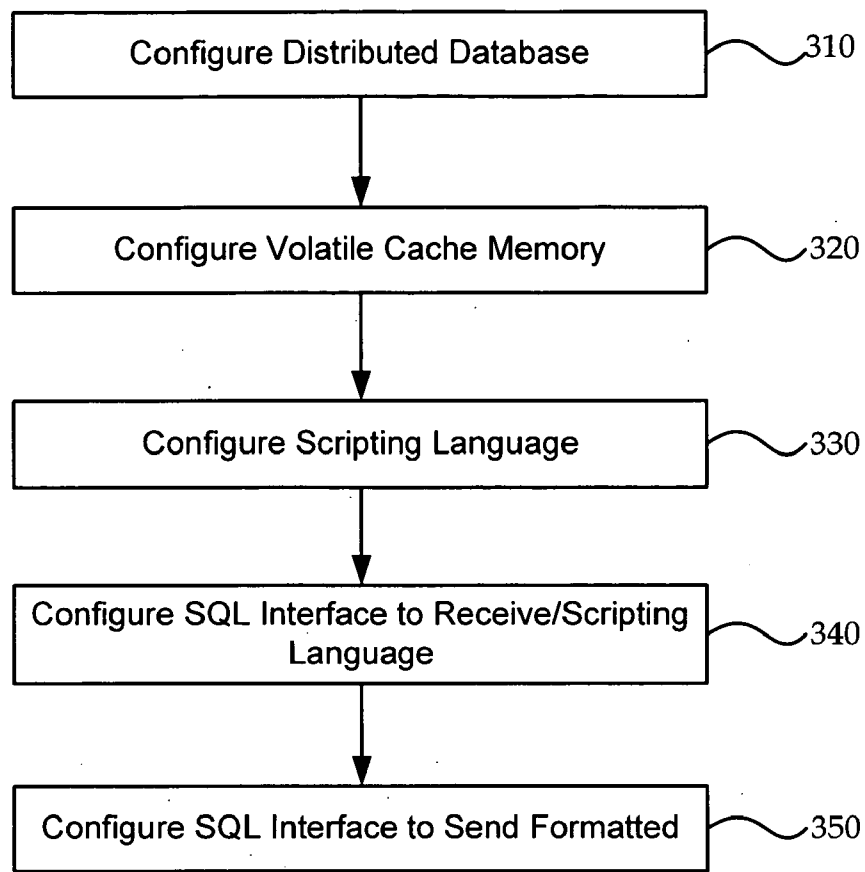 Configure Distributed Database
310
Configure Volatile Cache Memory
320
Configure Scripting Language
330
Configure SQL Interface to Receive/Scripting
Language
340
Configure SQL Interface to Send Formatted
350